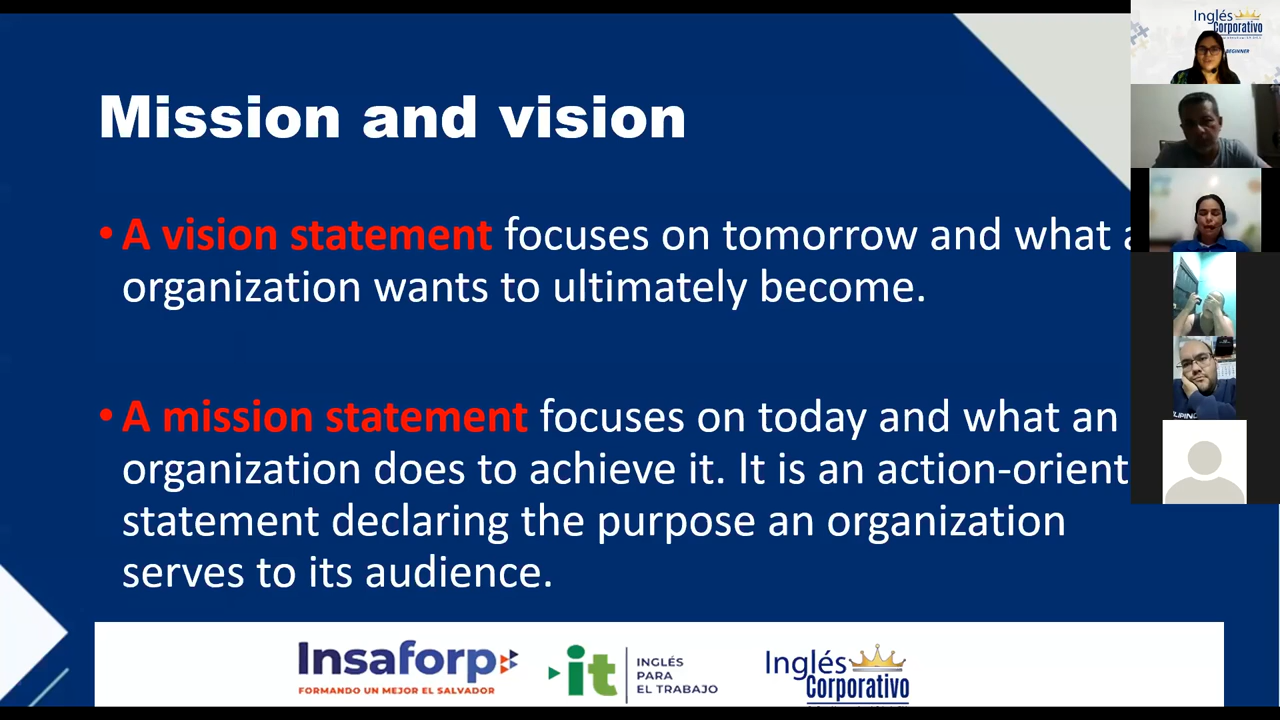 Mission and vision
• A vision statement focuses on tomorrow and what
organization wants to ultimately become.
• A mission statement focuses on today and what an
organization does to achieve it. It is an action-orient
statement declaring the purpose an organization
serves to its audience.
Insaforp
FORMANDO UN MEJOR EL SALVADOR
it
INGLÉS
PARA
EL TRABAJO
Inglés
Corporativo
Inglés
Corporativo
BEGINNER